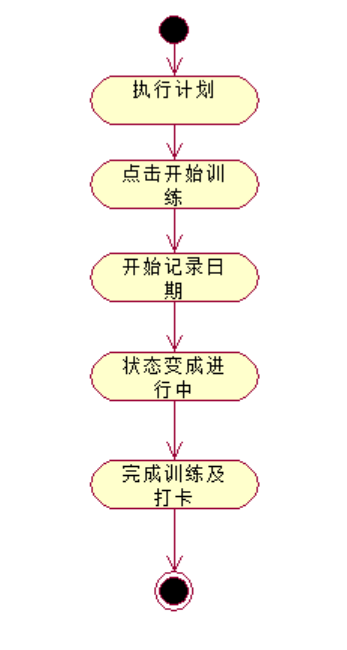 执行计划
点击开始训
练
开始记录日
期
状态变成进
行中
完成训练及
打卡